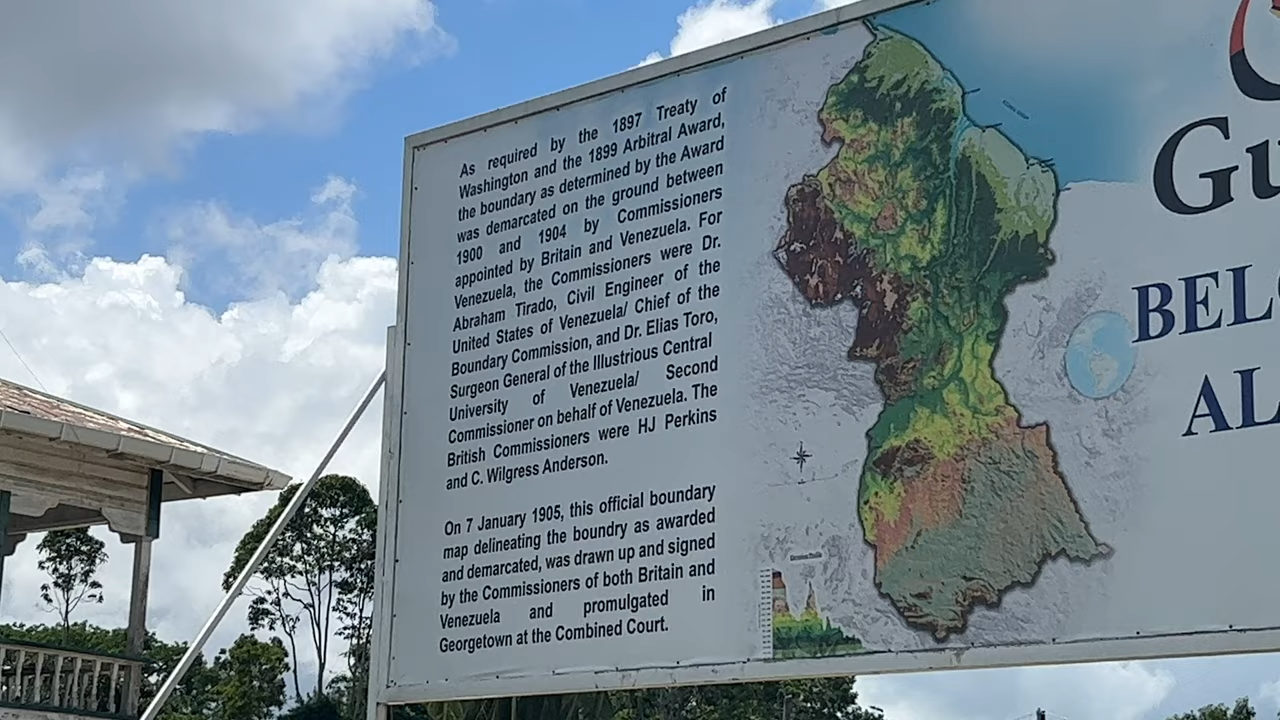 As required by the 1897 Treaty of
Washington and the 1899 Arbitral Award,
the boundary as determined by the Award
was demarcated on the ground between
1900 and 1904 by Commissioners
appointed by Britain and Venezuela. For
Venezuela, the Commissioners were Dr.
Abraham Tirado, Civil Engineer of the
United States of Venezuela/ Chief of the
Boundary Commission, and Dr. Elias Toro,
Surgeon General of the Illustrious Central
University of Venezuela/ Second
Commissioner on behalf of Venezuela. The
British Commissioners were HJ Perkins
and C. Wilgress Anderson.
On 7 January 1905, this official boundary
map delineating the boundry as awarded
and demarcated, was drawn up and signed
by the Commissioners of both Britain and
Venezuela and promulgated in
Georgetown at the Combined Court.
Gu
BEL
AL